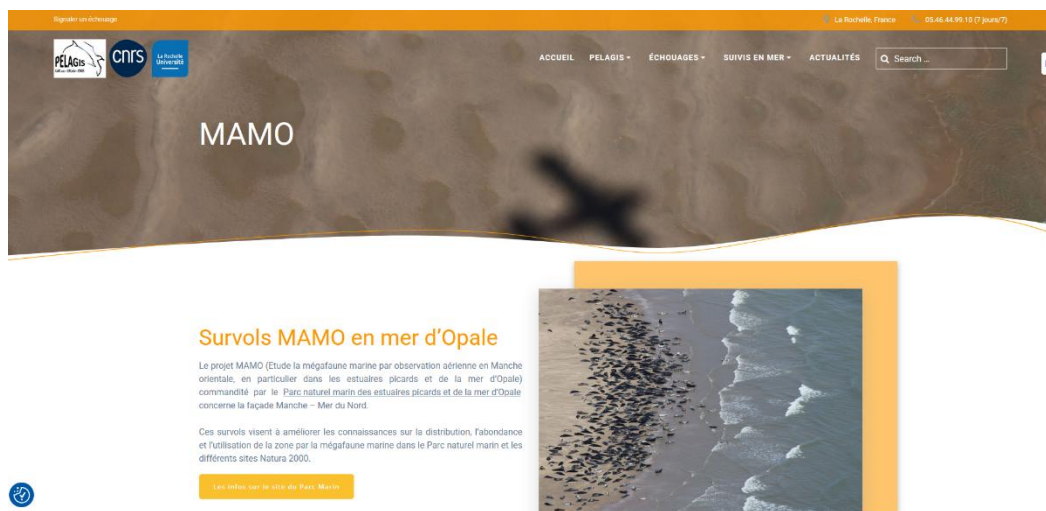 Signaler un échouage
La Rochelle, France
05.46.44.99.10 (7 jours/7)
PELAGIS
cnrs
La Rochelle
Université
ACCUEIL PELAGIS ÉCHOUAGES SUIVIS EN MER ACTUALITÉS Search ...
MAMO
Survols MAMO en mer d'Opale
Le projet MAMO (Etude la mégafaune marine par observation aérienne en Manche
orientale, en particulier dans les estuaires picards et de la mer d'Opale)
commandité par le Parc naturel marin des estuaires picards et de la mer d'Opale
concerne la façade Manche – Mer du Nord.
Ces survols visent à améliorer les connaissances sur la distribution, l'abondance
et l'utilisation de la zone par la mégafaune marine dans le Parc naturel marin et les
différents sites Natura 2000.
Les infos sur le site du Parc Marin